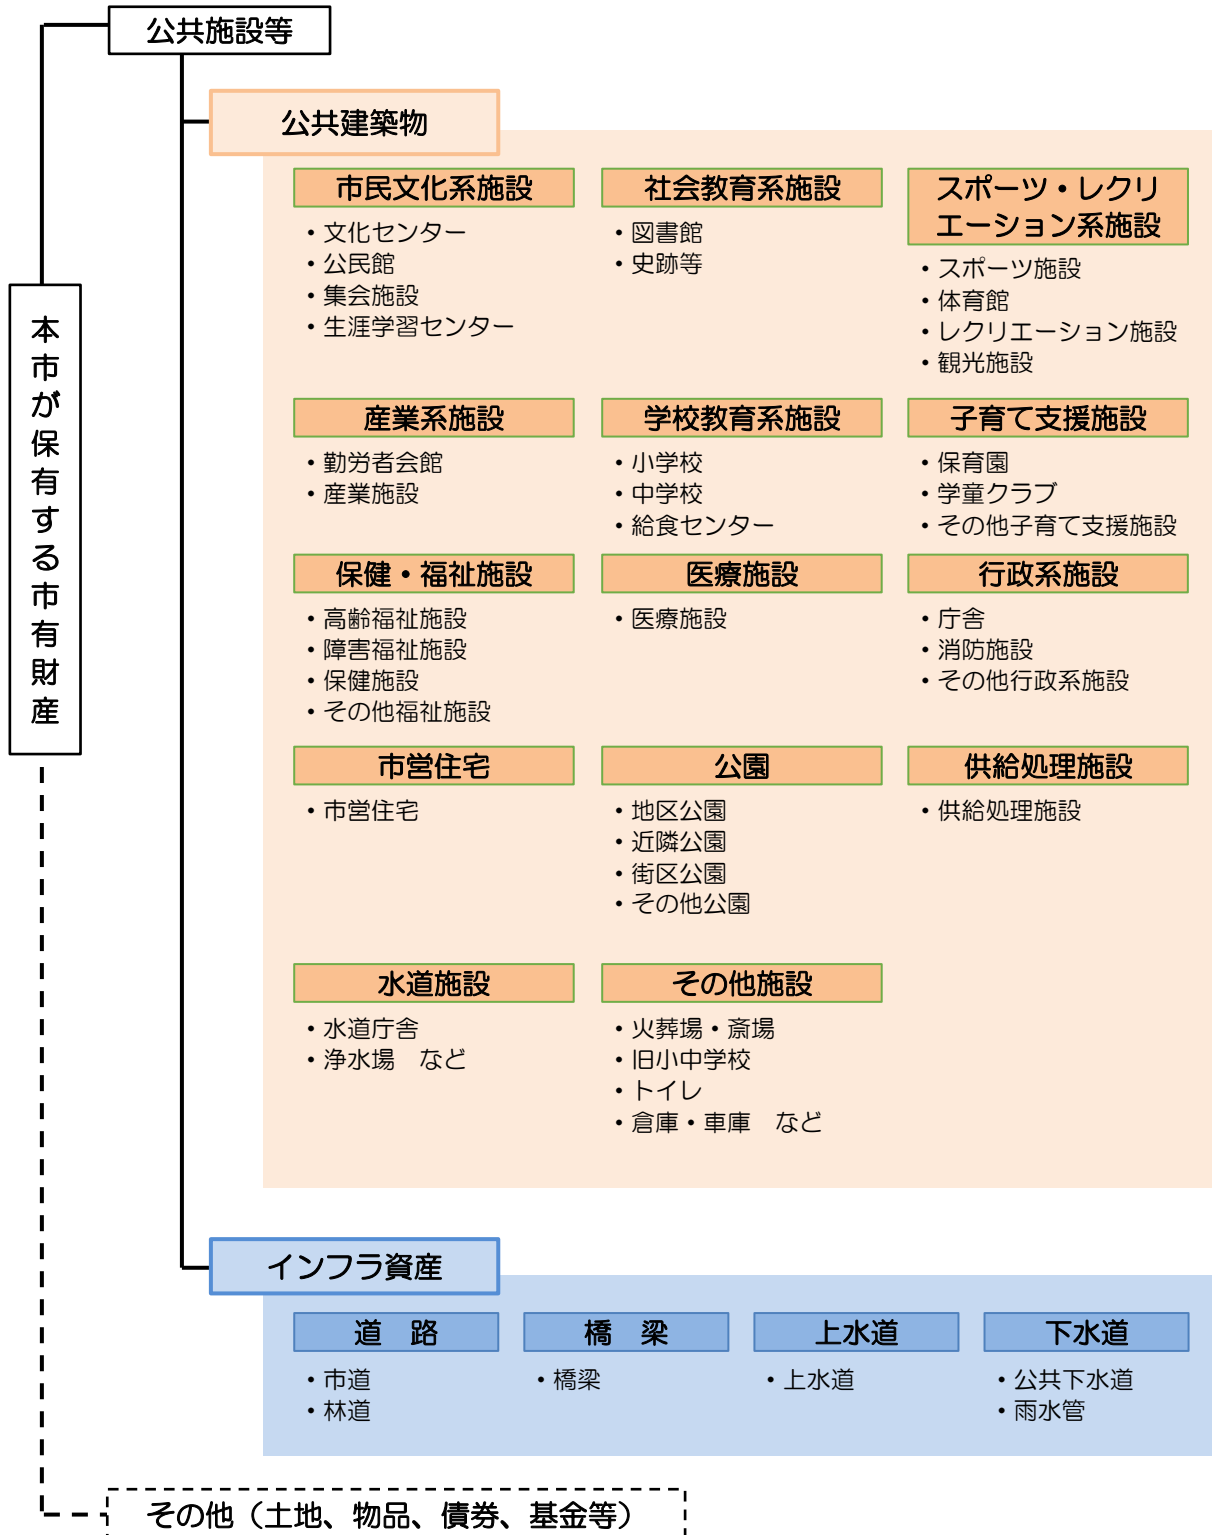 公共施設等
本市が保有する市有財産
公共建築物
市民文化系施設
・文化センター
・公民館
・集会施設
・生涯学習センター
社会教育系施設
・図書館
・史跡等
スポーツ・レクリ
エーション系施設
・スポーツ施設
・体育館
・レクリエーション施設
・観光施設
産業系施設
・勤労者会館
・産業施設
学校教育系施設
・小学校
・中学校
・給食センター
子育て支援施設
・保育園
・学童クラブ
・その他子育て支援施設
保健・福祉施設
・高齢福祉施設
・障害福祉施設
・保健施設
・その他福祉施設
医療施設
・医療施設
行政系施設
・庁舎
・消防施設
・その他行政系施設
市営住宅
・市営住宅
公園
・地区公園
・近隣公園
・街区公園
・その他公園
供給処理施設
・供給処理施設
水道施設
・水道庁舎
・浄水場　など
その他施設
・火葬場・斎場
・旧小中学校
・トイレ
・倉庫・車庫　など
インフラ資産
道　路
・市道
・林道
橋　梁
・橋梁
上水道
・上水道
下水道
・公共下水道
・雨水管
その他（土地、物品、債券、基金等）